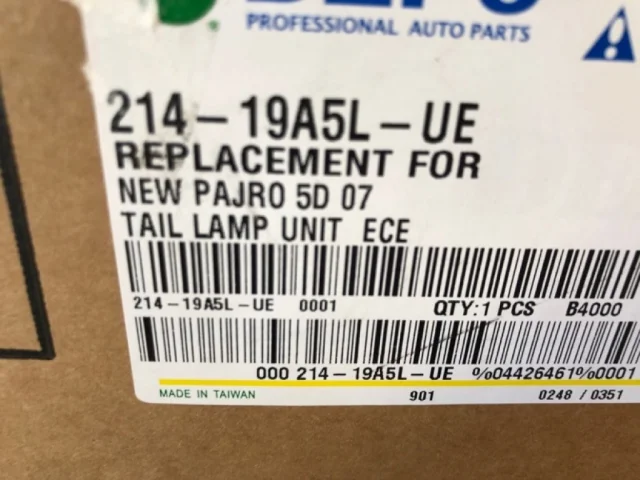 PROFESSIONAL AUTO PARTS
214-19A5L-UE
REPLACEMENT FOR
NEW PAJRO 5D 07
TAIL LAMP UNIT ECE
214-19A5L-UE 0001 QTY:1 PCS B4000
000 214-19A5L-UE %04426461%0001
MADE IN TAIWAN 901 0248 / 0351